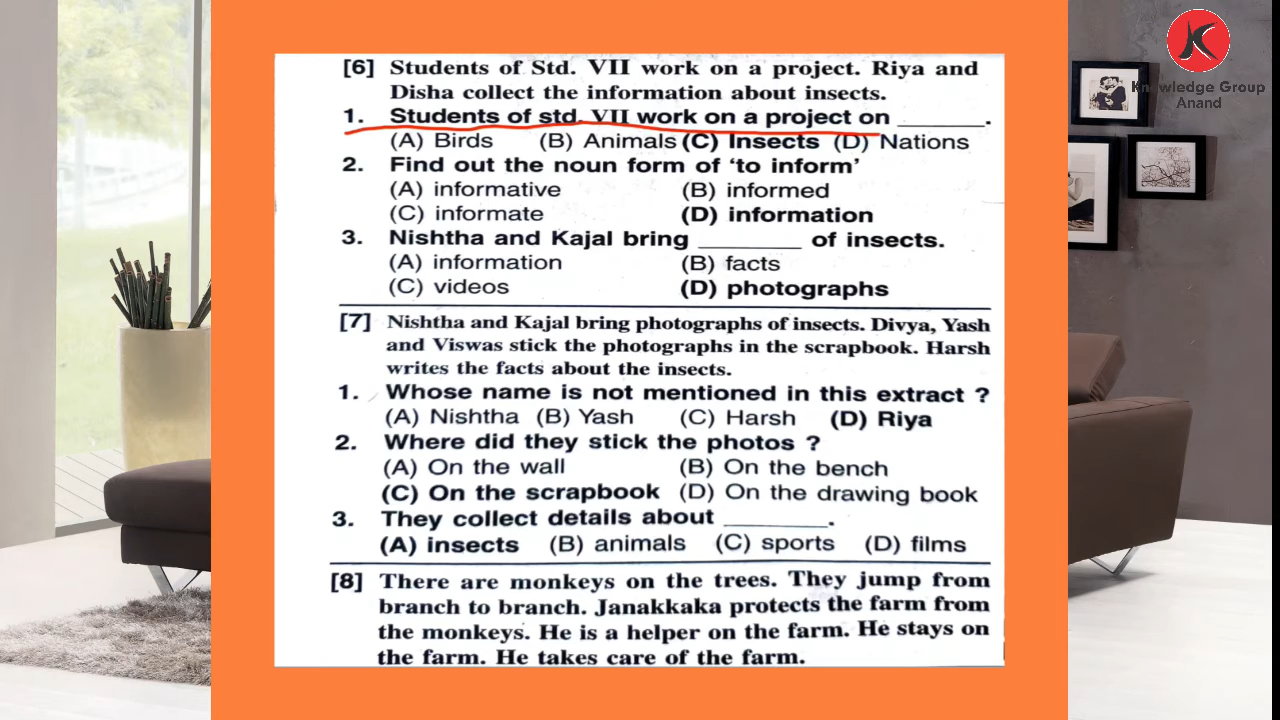 Knowledge Group
Anand
[6] Students of Std. VII work on a project. Riya and
Disha collect the information about insects.
1. Students of std. VII work on a project on ______.
(A) Birds (B) Animals (C) Insects (D) Nations
2. Find out the noun form of ‘to inform’
(A) informative (B) informed
(C) informate (D) information
3. Nishtha and Kajal bring _______ of insects.
(A) information (B) facts
(C) videos (D) photographs
[7] Nishtha and Kajal bring photographs of insects. Divya, Yash
and Viswas stick the photographs in the scrapbook. Harsh
writes the facts about the insects.
1. Whose name is not mentioned in this extract ?
(A) Nishtha (B) Yash (C) Harsh (D) Riya
2. Where did they stick the photos ?
(A) On the wall (B) On the bench
(C) On the scrapbook (D) On the drawing book
3. They collect details about _______.
(A) insects (B) animals (C) sports (D) films
[8] There are monkeys on the trees. They jump from
branch to branch. Janakkaka protects the farm from
the monkeys. He is a helper on the farm. He stays on
the farm. He takes care of the farm.